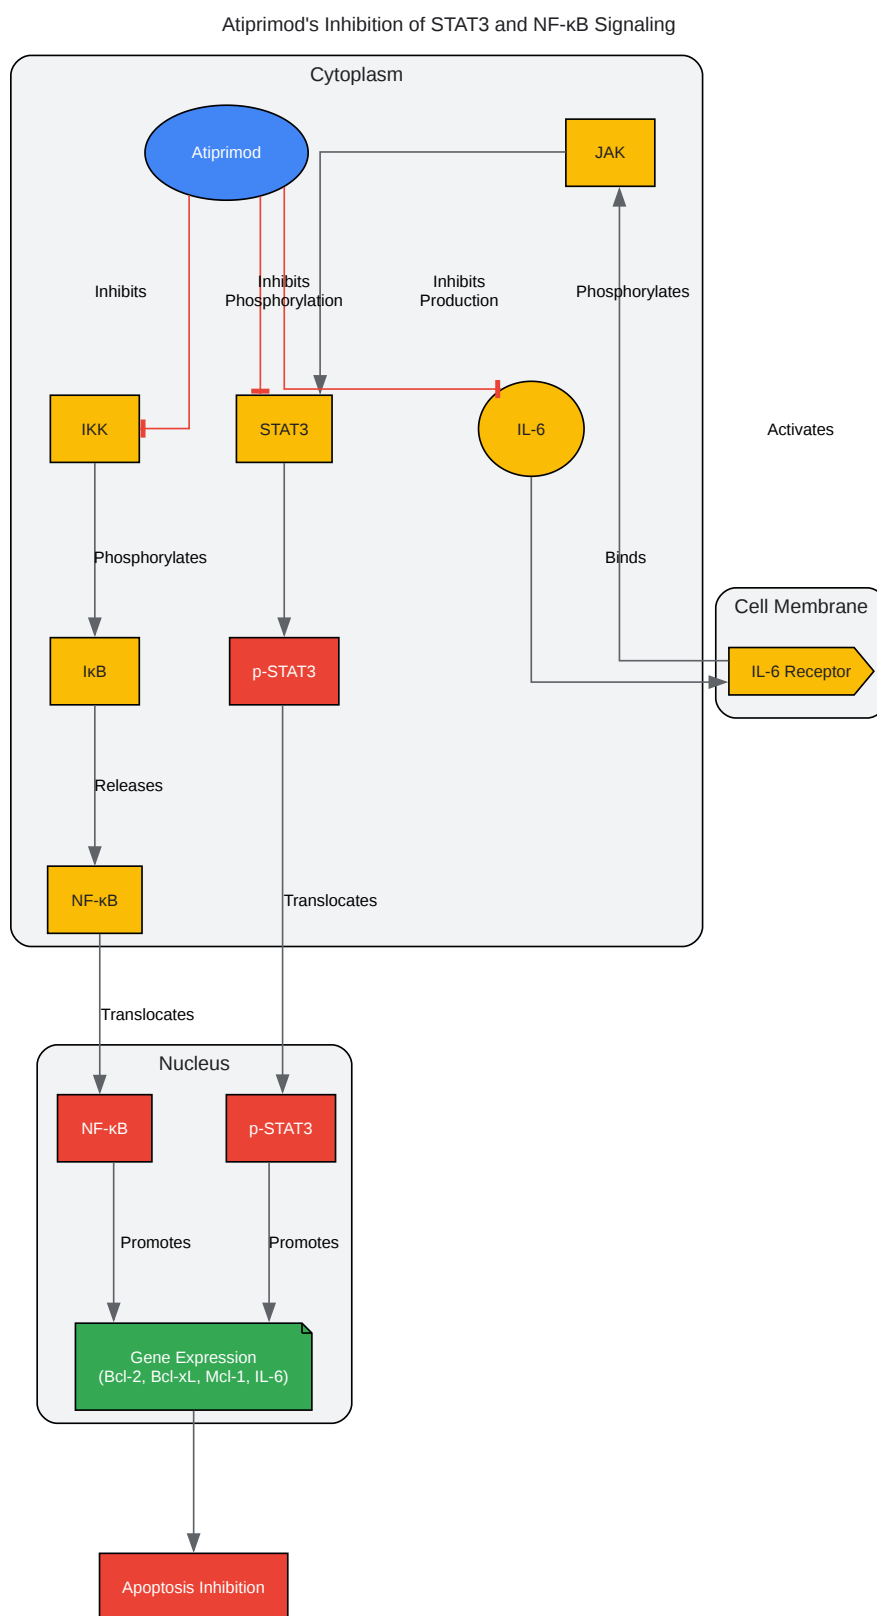 Atiprimod's Inhibition of STAT3 and NF-κB Signaling
Cytoplasm
Atiprimod
JAK
Inhibits
Inhibits
Phosphorylation
Inhibits
Production
Phosphorylates
IKK
STAT3
IL-6
Activates
Phosphorylates
Binds
Cell Membrane
IκB
p-STAT3
IL-6 Receptor
Releases
NF-κB
Translocates
Translocates
Nucleus
NF-κB
p-STAT3
Promotes
Promotes
Gene Expression
(Bcl-2, Bcl-xL, Mcl-1, IL-6)
Apoptosis Inhibition